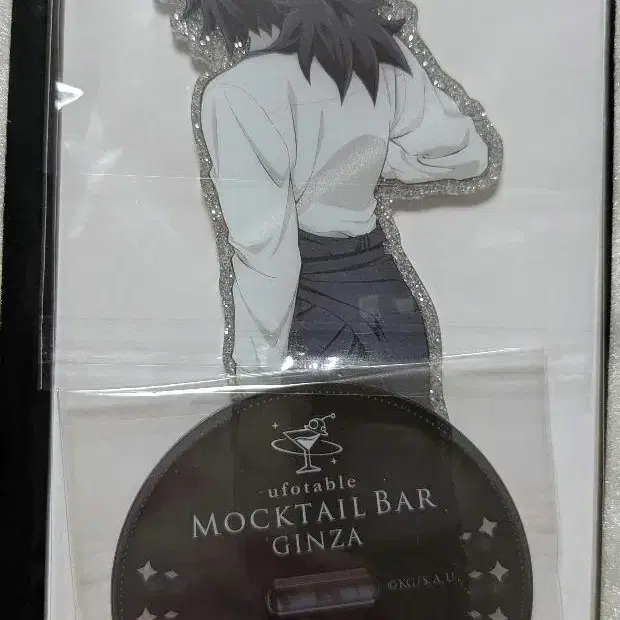 ufotable
MOCKTAIL BAR
GINZA
©KG/S.A.U.